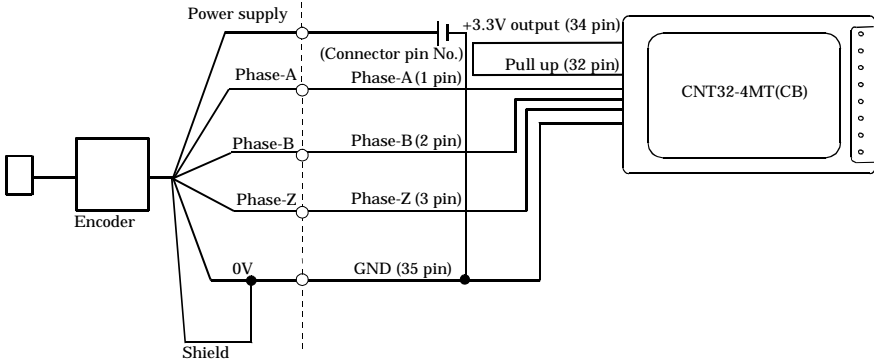 Power supply
+3.3V output (34 pin)
(Connector pin No.)
Pull up (32 pin)
Phase-A
Phase-A (1 pin)
CNT32-4MT(CB)
Phase-B
Phase-B (2 pin)
Phase-Z
Phase-Z (3 pin)
Encoder
0V
GND (35 pin)
Shield